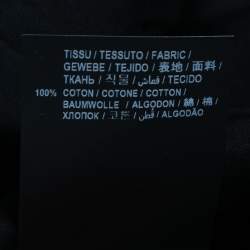 TISSU / TESSUTO / FABRIC /
GEWEBE / TEJIDO / 表地 / 面料 /
ТКАНЬ / 직물 / قماش / TECIDO
100% COTON / COTONE / COTTON /
BAUMWOLLE / ALGODON / 綿 / 棉 /
ХЛОПОК / 코튼 / قطن / ALGODÃO